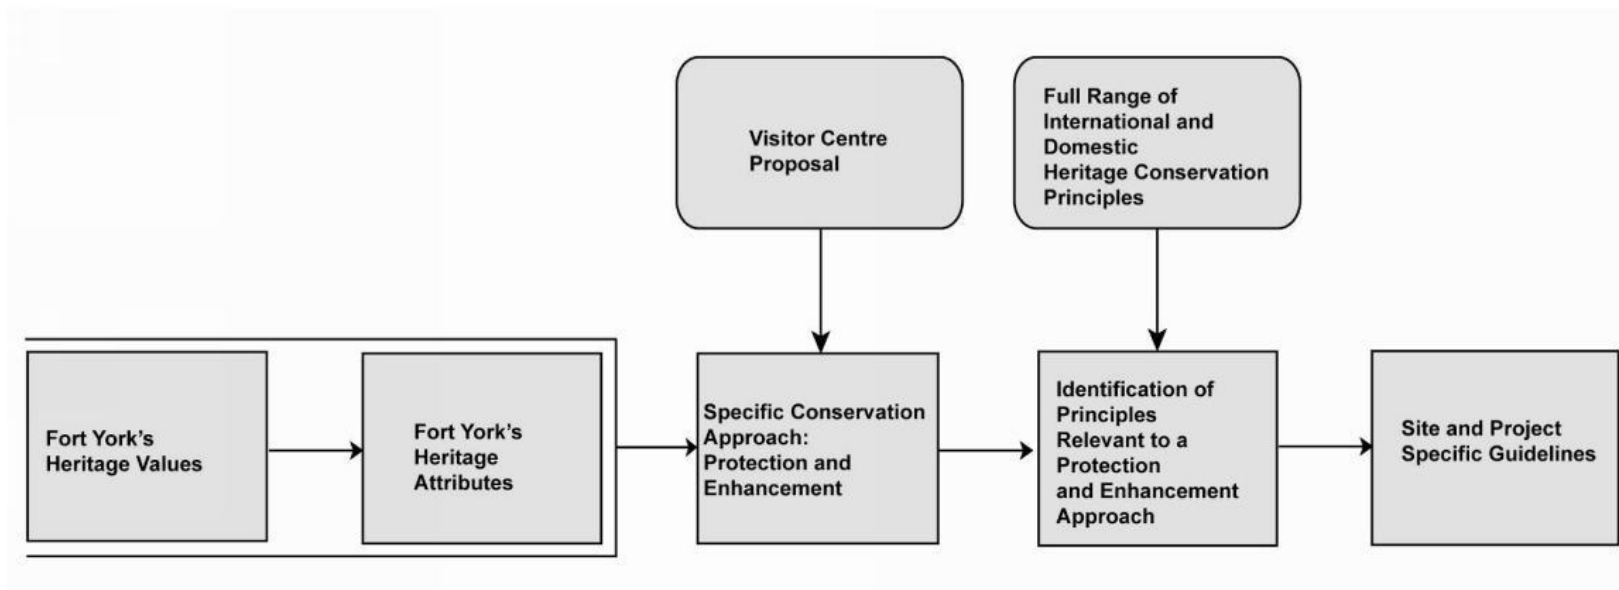 Visitor Centre
Proposal
Full Range of
International and
Domestic
Heritage Conservation
Principles
Fort York’s
Heritage Values
Fort York’s
Heritage
Attributes
Specific Conservation
Approach:
Protection and
Enhancement
Identification of
Principles
Relevant to a
Protection
and Enhancement
Approach
Site and Project
Specific Guidelines